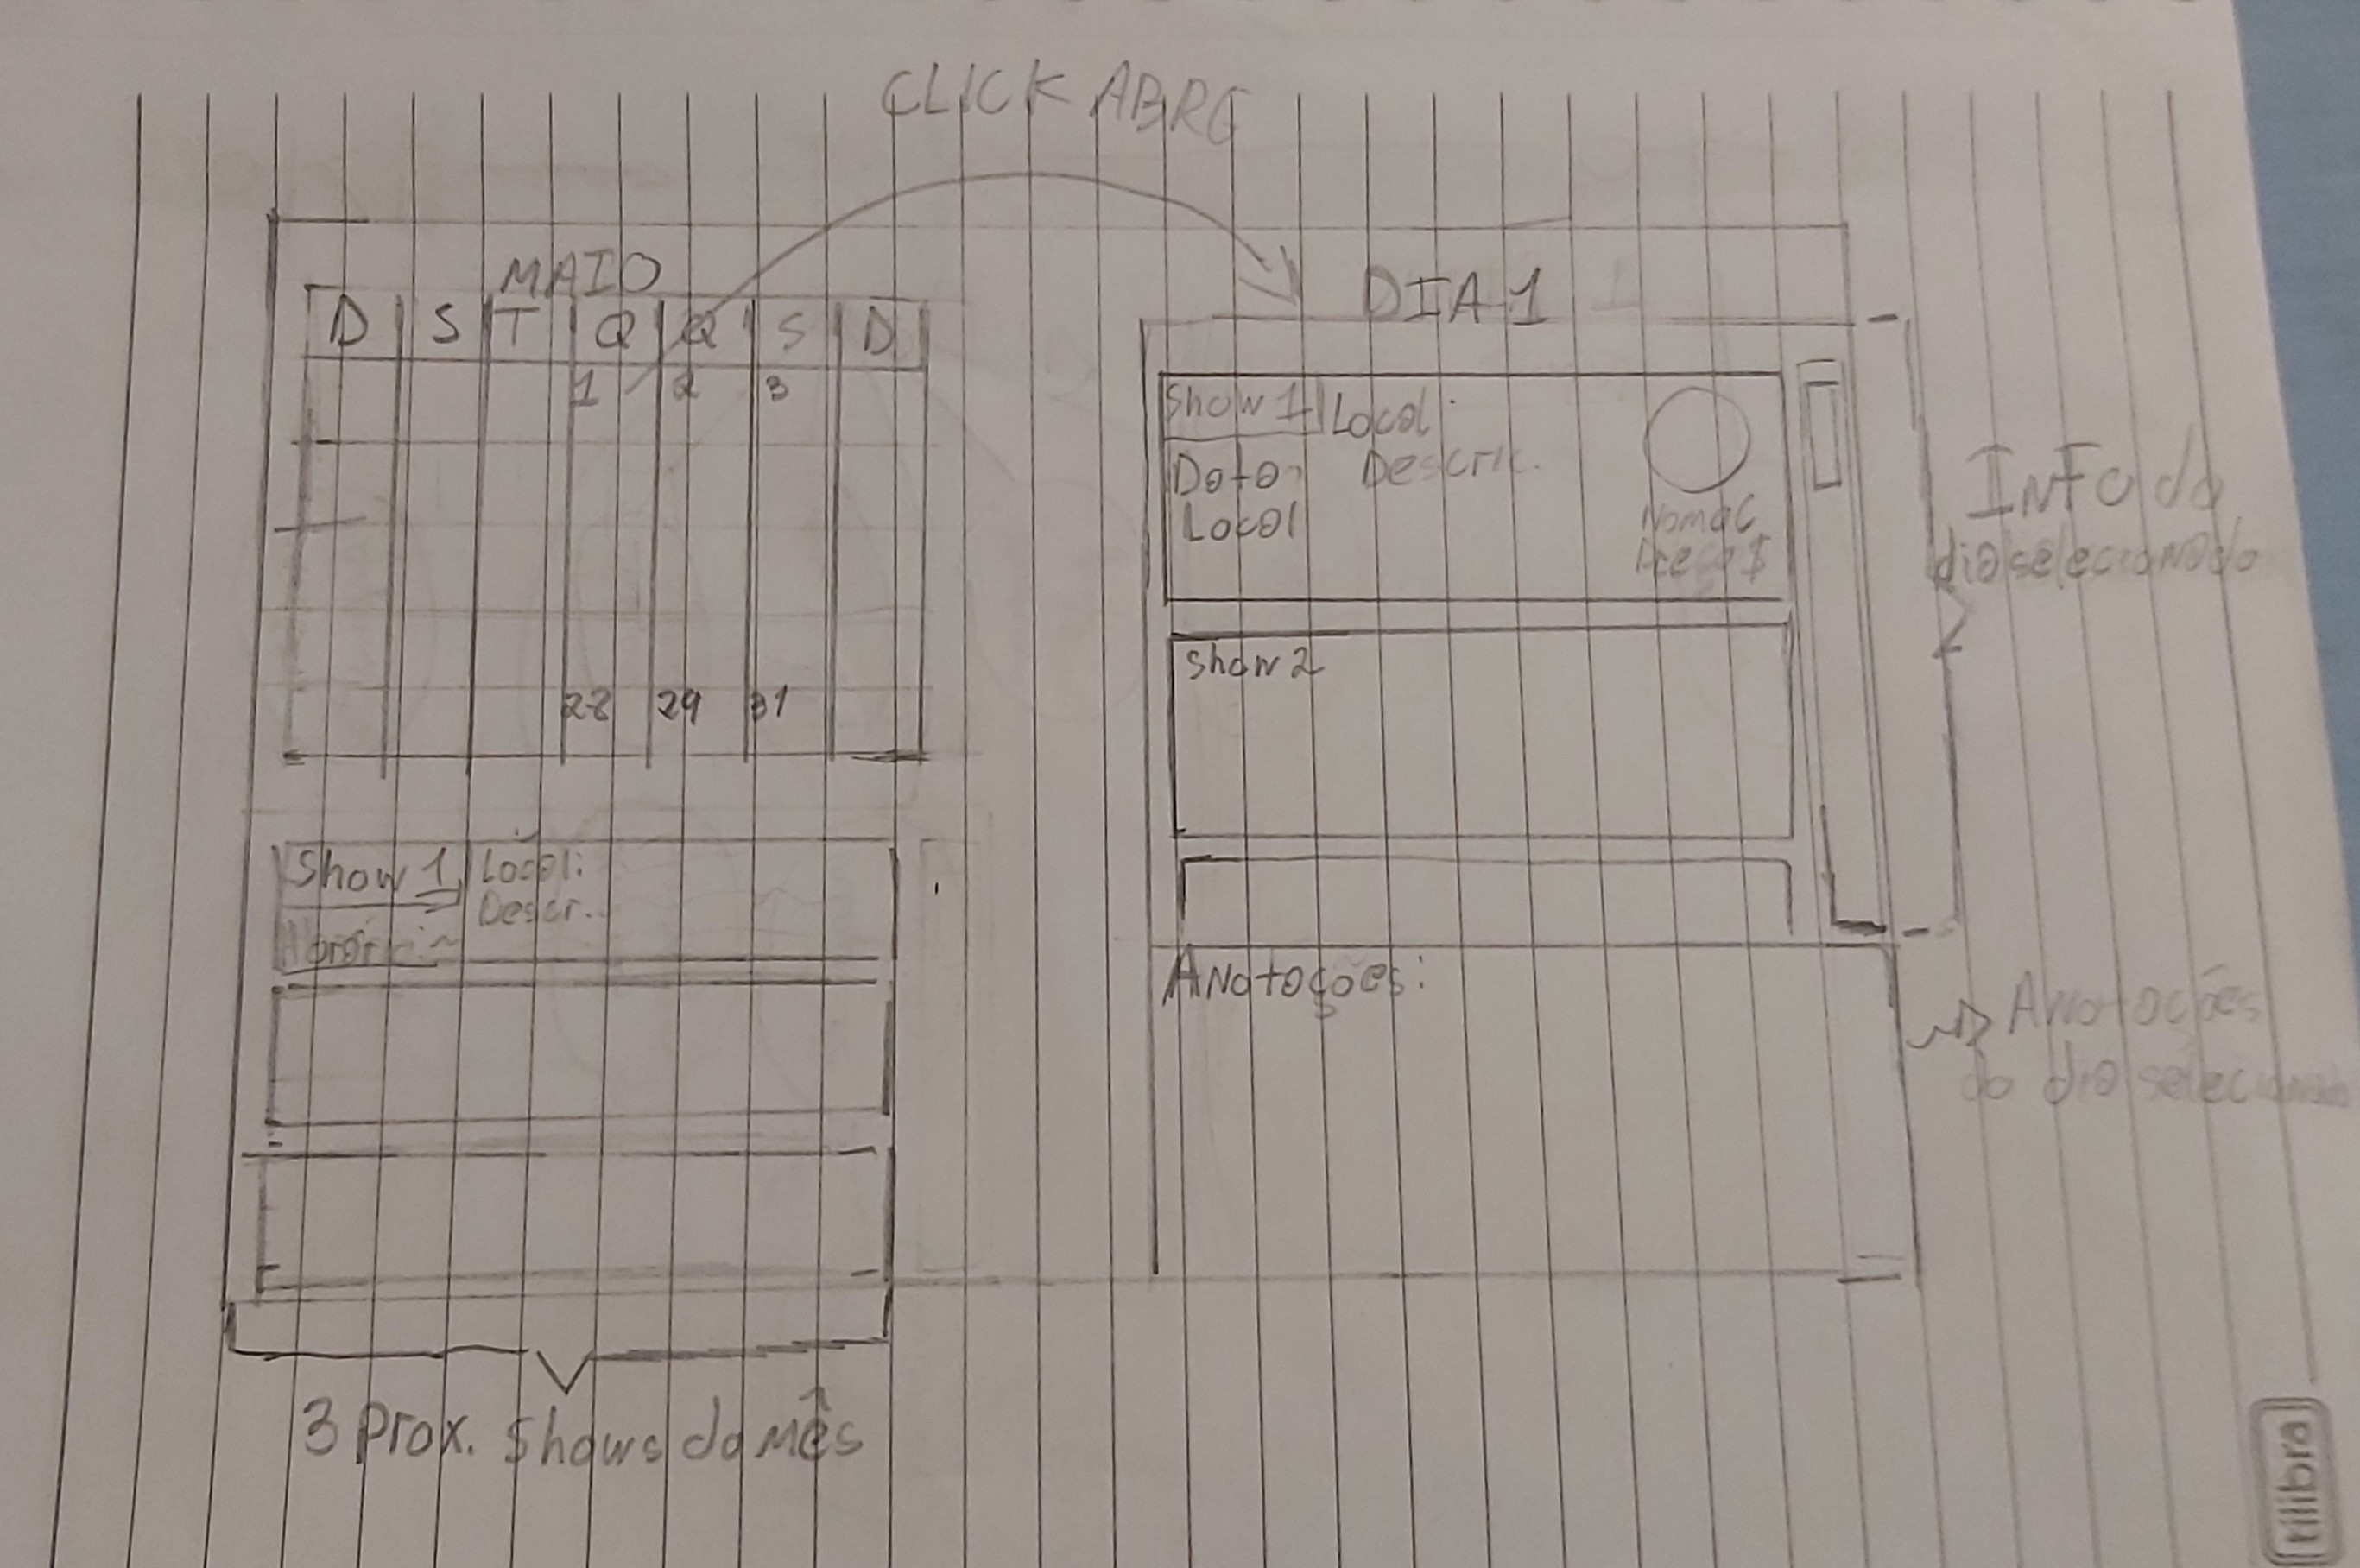 CLICK ABRE
MAIO
D S T Q Q S D
1 2 3
28 29 31
Show 1 Local:
Descr.
3 Prox. Shows do mês
DIA 1
Show 1 Local:
Data Descric.
Local
Preço $
Show 2
Anotações:
INFO do
dia selecionado
Anotações
do dia selecionado
tilibra